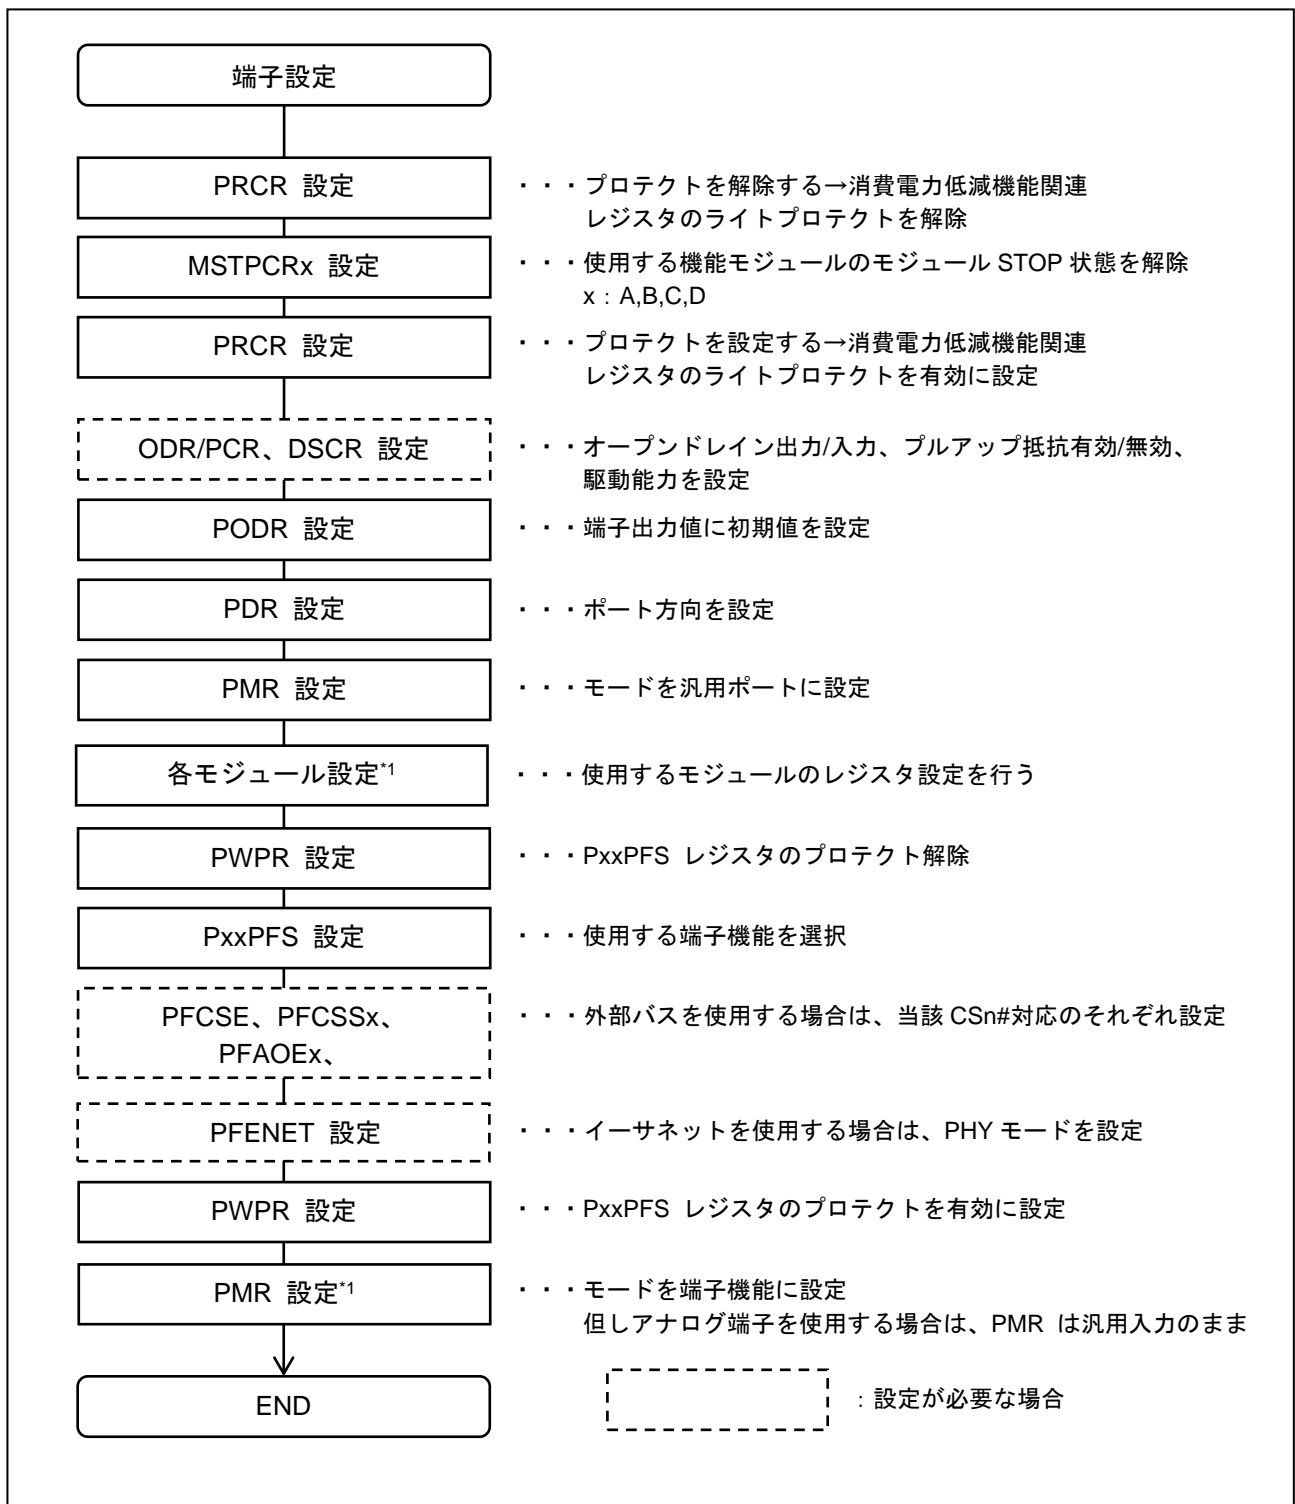 端子設定
PRCR 設定
・・・プロテクトを解除する→消費電力低減機能関連
レジスタのライトプロテクトを解除
MSTPCRx 設定
・・・使用する機能モジュールのモジュール STOP 状態を解除
x：A,B,C,D
PRCR 設定
・・・プロテクトを設定する→消費電力低減機能関連
レジスタのライトプロテクトを有効に設定
ODR/PCR、DSCR 設定
・・・オープンドレイン出力/入力、プルアップ抵抗有効/無効、
駆動能力を設定
PODR 設定
・・・端子出力値に初期値を設定
PDR 設定
・・・ポート方向を設定
PMR 設定
・・・モードを汎用ポートに設定
各モジュール設定*1
・・・使用するモジュールのレジスタ設定を行う
PWPR 設定
・・・PxxPFS レジスタのプロテクト解除
PxxPFS 設定
・・・使用する端子機能を選択
PFCSE、PFCSSx、
PFAOEx、
・・・外部バスを使用する場合は、当該 CSn#対応のそれぞれ設定
PFENET 設定
・・・イーサネットを使用する場合は、PHY モードを設定
PWPR 設定
・・・PxxPFS レジスタのプロテクトを有効に設定
PMR 設定*1
・・・モードを端子機能に設定
但しアナログ端子を使用する場合は、PMR は汎用入力のまま
END
：設定が必要な場合